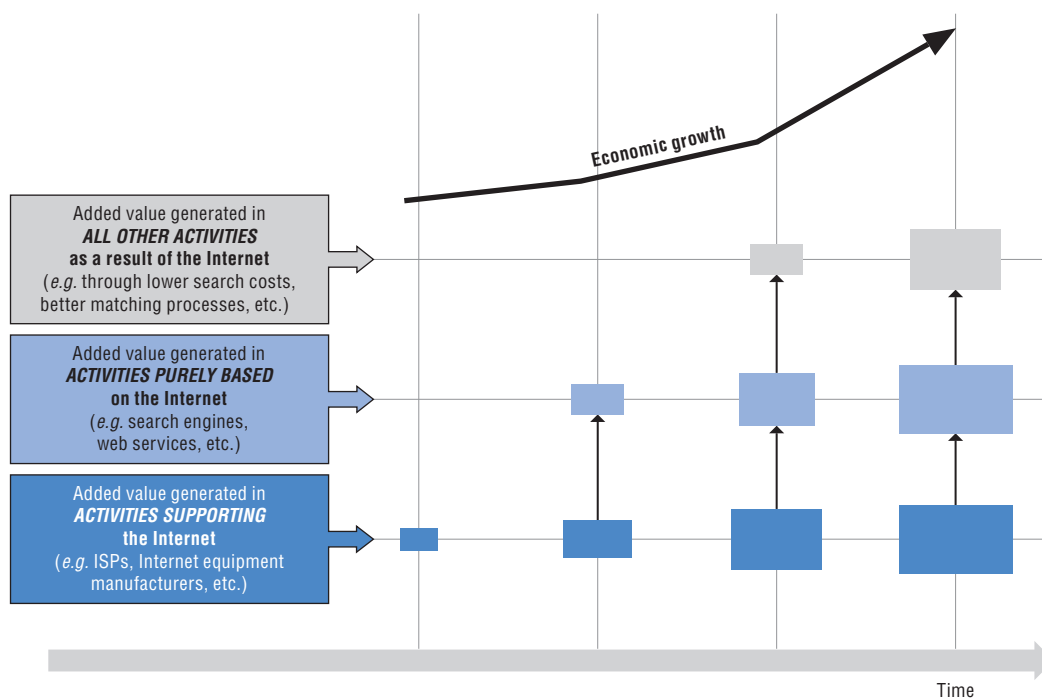 Economic growth
Added value generated in
ALL OTHER ACTIVITIES
as a result of the Internet
(e.g. through lower search costs,
better matching processes, etc.)
Added value generated in
ACTIVITIES PURELY BASED
on the Internet
(e.g. search engines,
web services, etc.)
Added value generated in
ACTIVITIES SUPPORTING
the Internet
(e.g. ISPs, Internet equipment
manufacturers, etc.)
Time